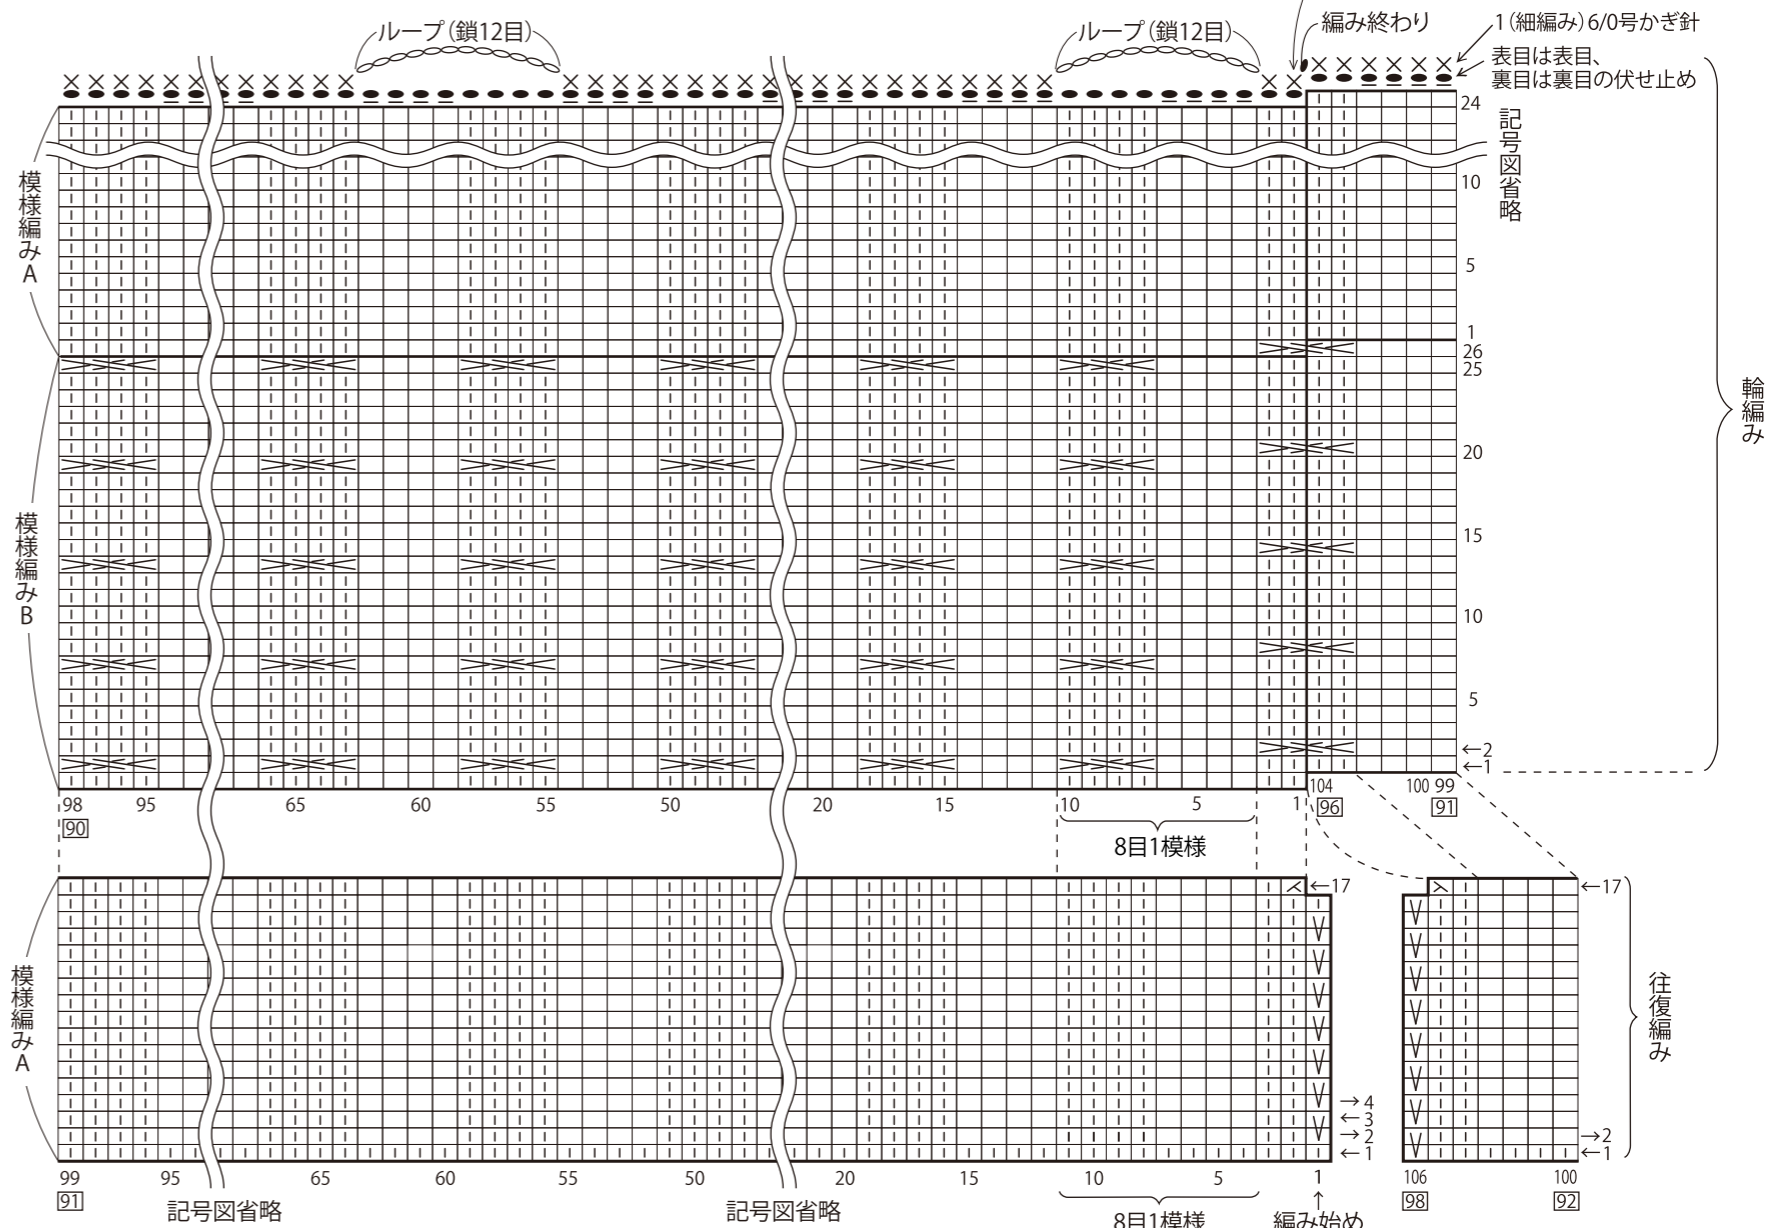 ループ(鎖12目)
ループ(鎖12目)
編み終わり
1(細編み)6/0号かぎ針
表目は表目、
裏目は裏目の伏せ止め
24
記号図省略
10
5
1
26
25
20
15
10
5
←2
←1
輪編み
模様編みA
模様編みB
98 95 65 60 55 50 20 15 10 5 1 104 100 99
90 96 91
8目1模様
←17 ←17
模様編みA
往復編み
→4
←3
→2 →2
←1 ←1
99 95 65 60 55 50 20 15 10 5 1 106 100
91 98 92
記号図省略 記号図省略 8目1模様 編み始め